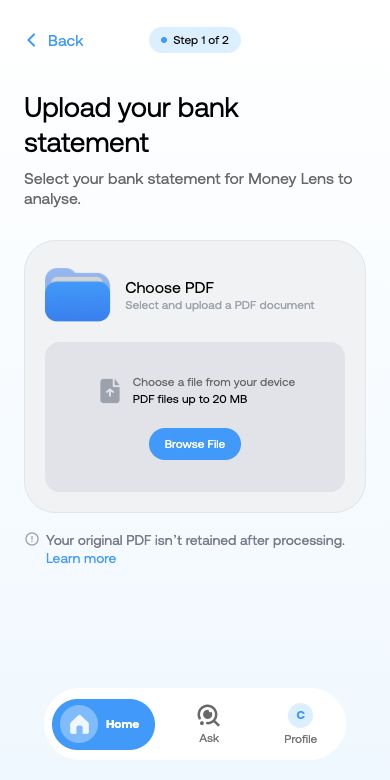 Back
Step 1 of 2
Upload your bank
statement
Select your bank statement for Money Lens to
analyse.
Choose PDF
Select and upload a PDF document
Choose a file from your device
PDF files up to 20 MB
Browse File
Your original PDF isn't retained after processing.
Learn more
Home
Ask
C
Profile